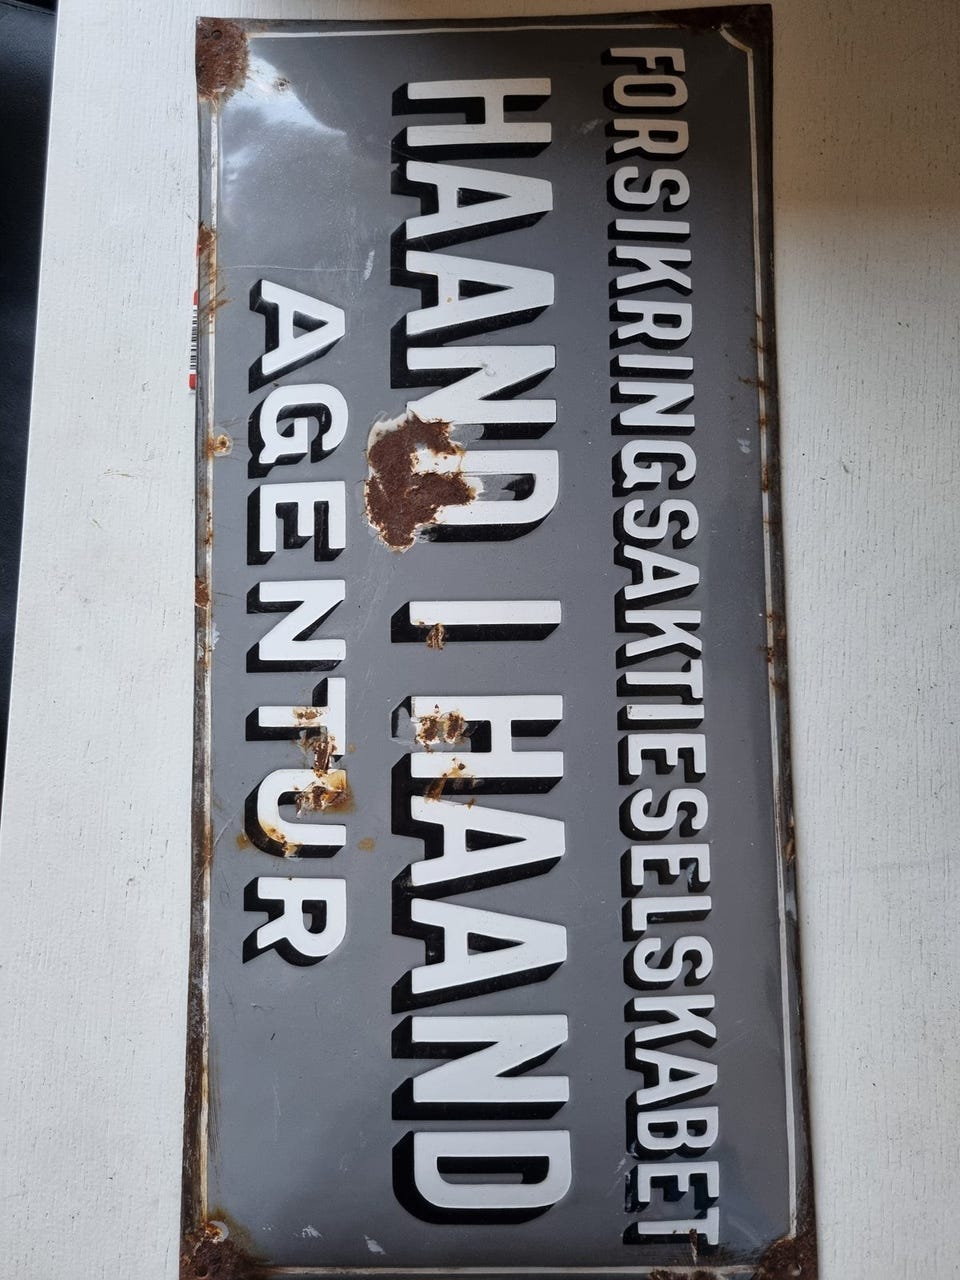 FORSIKRINGSAKTIESELSKABET
HAAND I HAAND
AGENTUR